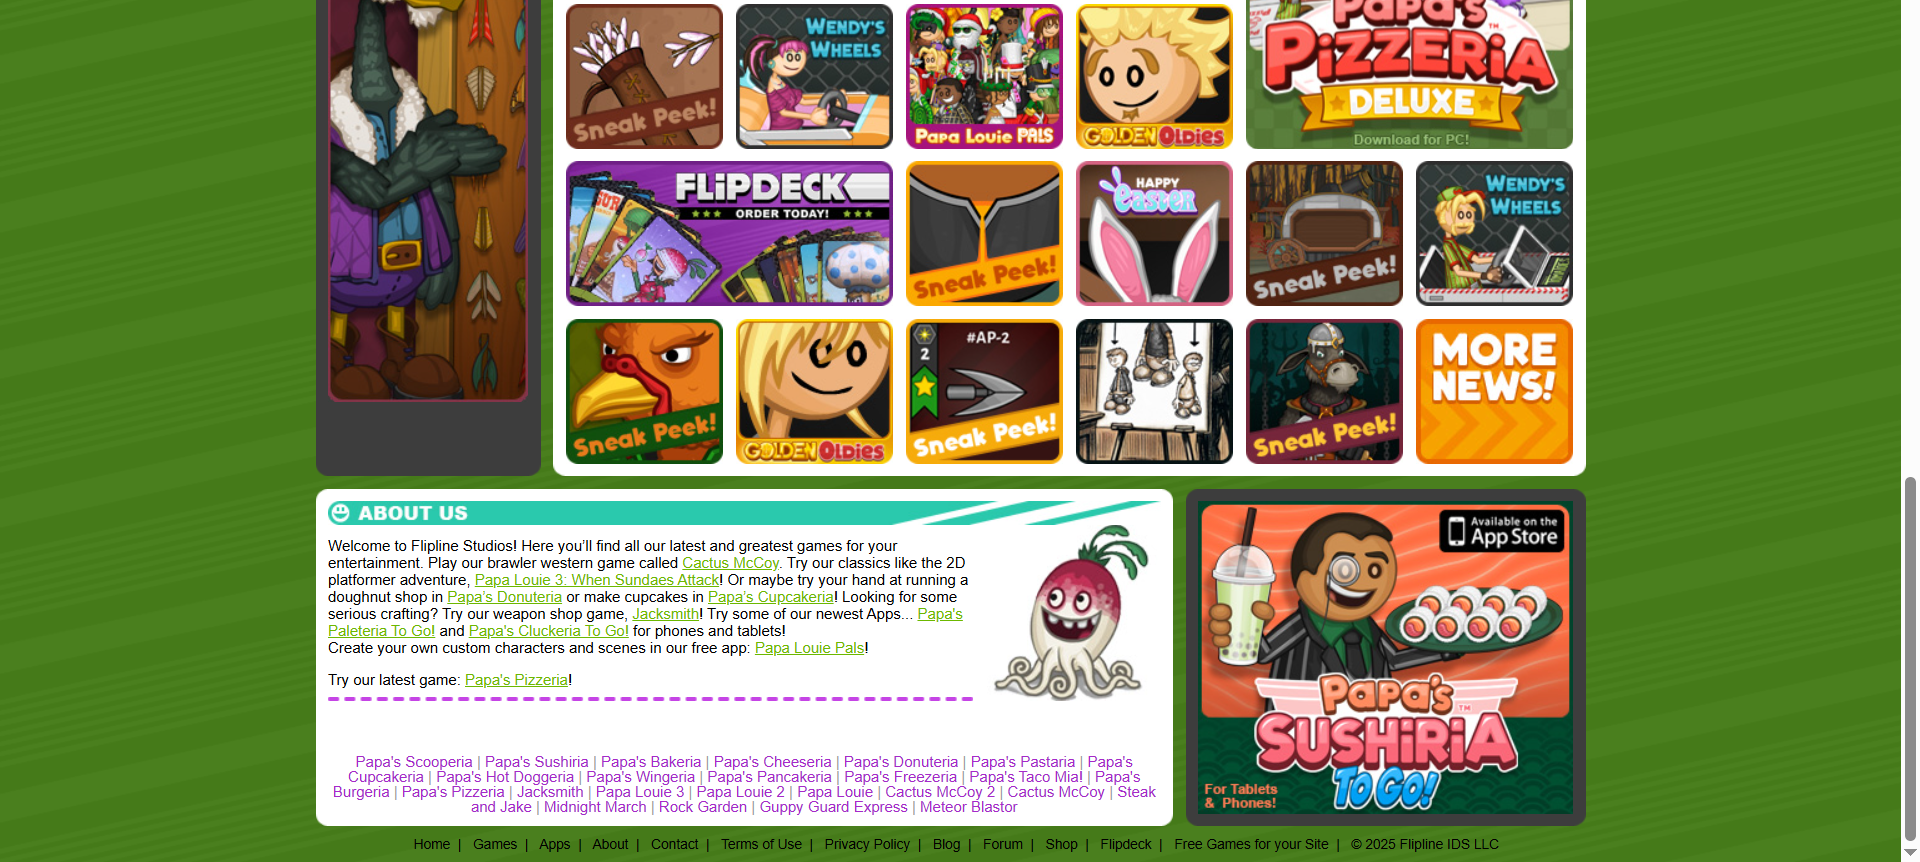 Sneak Peek!
WENDY'S
WHEELS
Papa Louie PALS
GOLDEN OLDIES
Papa's
PIZZERIA
TM
DELUXE
Download for PC!
FLIPDECK
ORDER TODAY!
Sneak Peek!
HAPPY
Easter
Sneak Peek!
WENDY'S
WHEELS
Sneak Peek!
GOLDEN OLDIES
#AP-2
2
Sneak Peek!
Sneak Peek!
MORE
NEWS!
ABOUT US
Welcome to Flipline Studios! Here you’ll find all our latest and greatest games for your
entertainment. Play our brawler western game called Cactus McCoy. Try our classics like the 2D
platformer adventure, Papa Louie 3: When Sundaes Attack! Or maybe try your hand at running a
doughnut shop in Papa’s Donuteria or make cupcakes in Papa’s Cupcakeria! Looking for some
serious crafting? Try our weapon shop game, Jacksmith! Try some of our newest Apps... Papa’s
Paleteria To Go! and Papa's Cluckeria To Go! for phones and tablets!
Create your own custom characters and scenes in our free app: Papa Louie Pals!
Try our latest game: Papa's Pizzeria!
Papa's Scooperia | Papa's Sushiria | Papa's Bakeria | Papa's Cheeseria | Papa's Donuteria | Papa's Pastaria | Papa's
Cupcakeria | Papa's Hot Doggeria | Papa's Wingeria | Papa's Pancakeria | Papa's Freezeria | Papa's Taco Mia! | Papa's
Burgeria | Papa's Pizzeria | Jacksmith | Papa Louie 3 | Papa Louie 2 | Papa Louie | Cactus McCoy 2 | Cactus McCoy | Steak
and Jake | Midnight March | Rock Garden | Guppy Guard Express | Meteor Blastor
Available on the
App Store
Papa's
TM
SUSHIRIA
TO GO!
For Tablets
& Phones!
Home | Games | Apps | About | Contact | Terms of Use | Privacy Policy | Blog | Forum | Shop | Flipdeck | Free Games for your Site | © 2025 Flipline IDS LLC